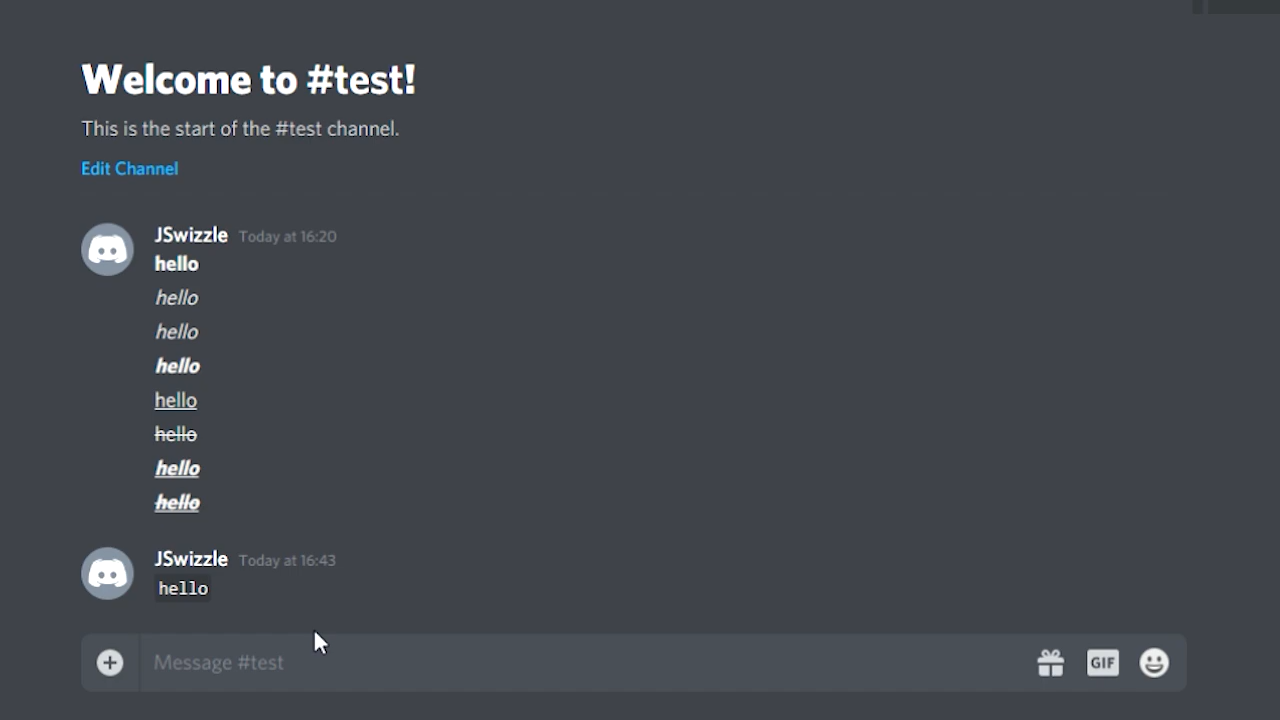 Welcome to #test!
This is the start of the #test channel.
Edit Channel
JSwizzle Today at 16:20
hello
hello
hello
hello
hello
hello
hello
hello
JSwizzle Today at 16:43
hello
Message #test
GIF